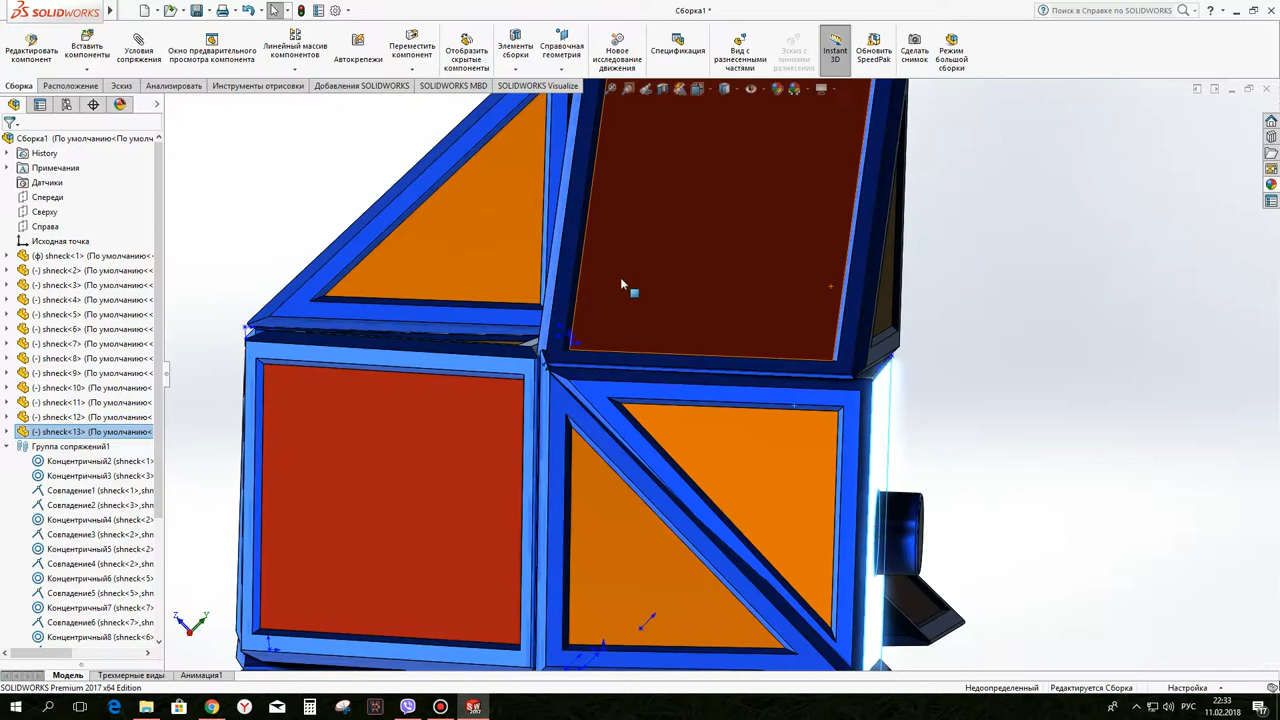 SOLIDWORKS
Сборка1 *
Поиск в Справке по SOLIDWORKS
Редактировать компонент
Вставить компоненты
Условия сопряжения
Окно предварительного просмотра компонента
Линейный массив компонентов
Автокрепежи
Переместить компонент
Отобразить скрытые компоненты
Элементы сборки
Справочная геометрия
Новое исследование движения
Спецификация
Вид с разнесенными частями
Эскиз с линиями разнесения
Instant 3D
Обновить SpeedPak
Сделать снимок
Режим большой сборки
Сборка Расположение Эскиз Анализировать Инструменты отрисовки Добавления SOLIDWORKS SOLIDWORKS MBD SOLIDWORKS Visualize
Сборка1 (По умолчанию<По умолч
History
Примечания
Датчики
Спереди
Сверху
Справа
Исходная точка
(ф) shneck<1> (По умолчанию<<
(-) shneck<2> (По умолчанию<<
(-) shneck<3> (По умолчанию<<
(-) shneck<4> (По умолчанию<<
(-) shneck<5> (По умолчанию<<
(-) shneck<6> (По умолчанию<<
(-) shneck<7> (По умолчанию<<
(-) shneck<8> (По умолчанию<<
(-) shneck<9> (По умолчанию<<
(-) shneck<10> (По умолчанию<
(-) shneck<11> (По умолчанию<
(-) shneck<12> (По умолчанию<
(-) shneck<13> (По умолчанию<
Группа сопряжений1
Концентричный2 (shneck<1>
Концентричный3 (shneck<3>
Совпадение1 (shneck<1>,shn
Совпадение2 (shneck<3>,shn
Концентричный4 (shneck<2>
Совпадение3 (shneck<2>,shn
Концентричный5 (shneck<2>
Совпадение4 (shneck<2>,shn
Концентричный6 (shneck<5>
Совпадение5 (shneck<5>,shn
Концентричный7 (shneck<7>
Совпадение6 (shneck<7>,shn
Концентричный8 (shneck<6>
Z Y
Модель Трехмерные виды Анимация1
SOLIDWORKS Premium 2017 x64 Edition
Недоопределенный Редактируется Сборка Настройка
РУС
22:33
11.02.2018
17